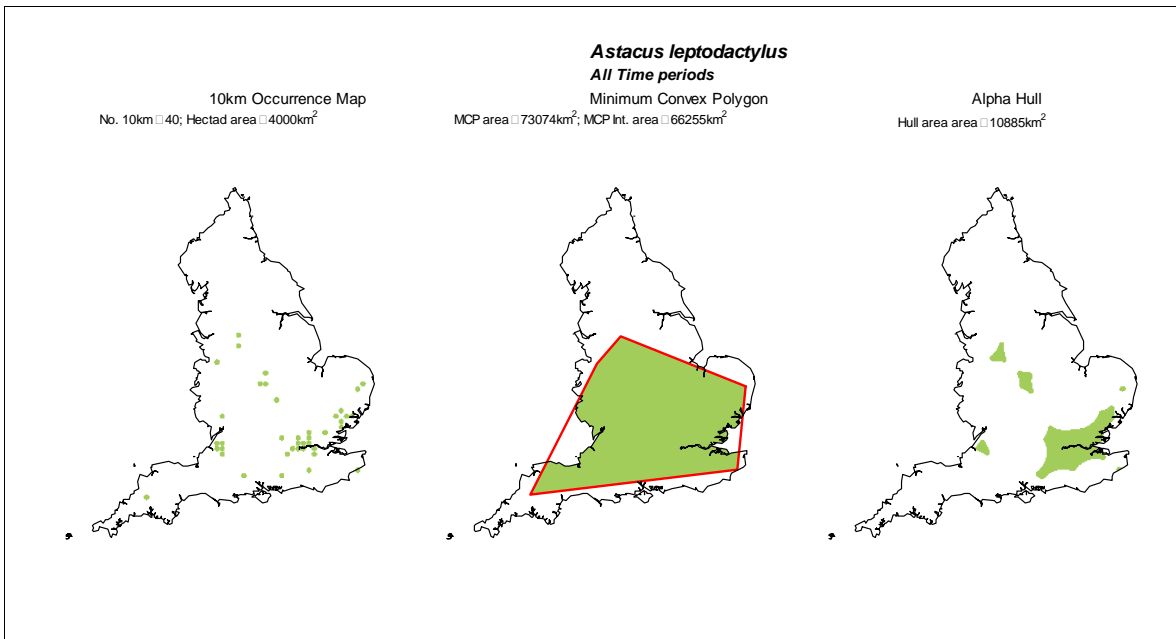 Astacus leptodactylus
All Time periods
10km Occurrence Map
No. 10km □ 40; Hectad area □ 4000km²
Minimum Convex Polygon
MCP area □ 73074km²; MCP Int. area □ 66255km²
Alpha Hull
Hull area area □ 10885km²